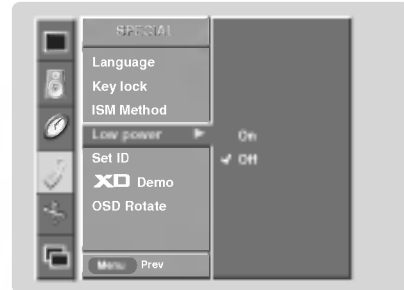 SPECIAL
Language
Key lock
ISM Method
Low power
On
Set ID
Off
XD Demo
OSD Rotate
Menu Prev